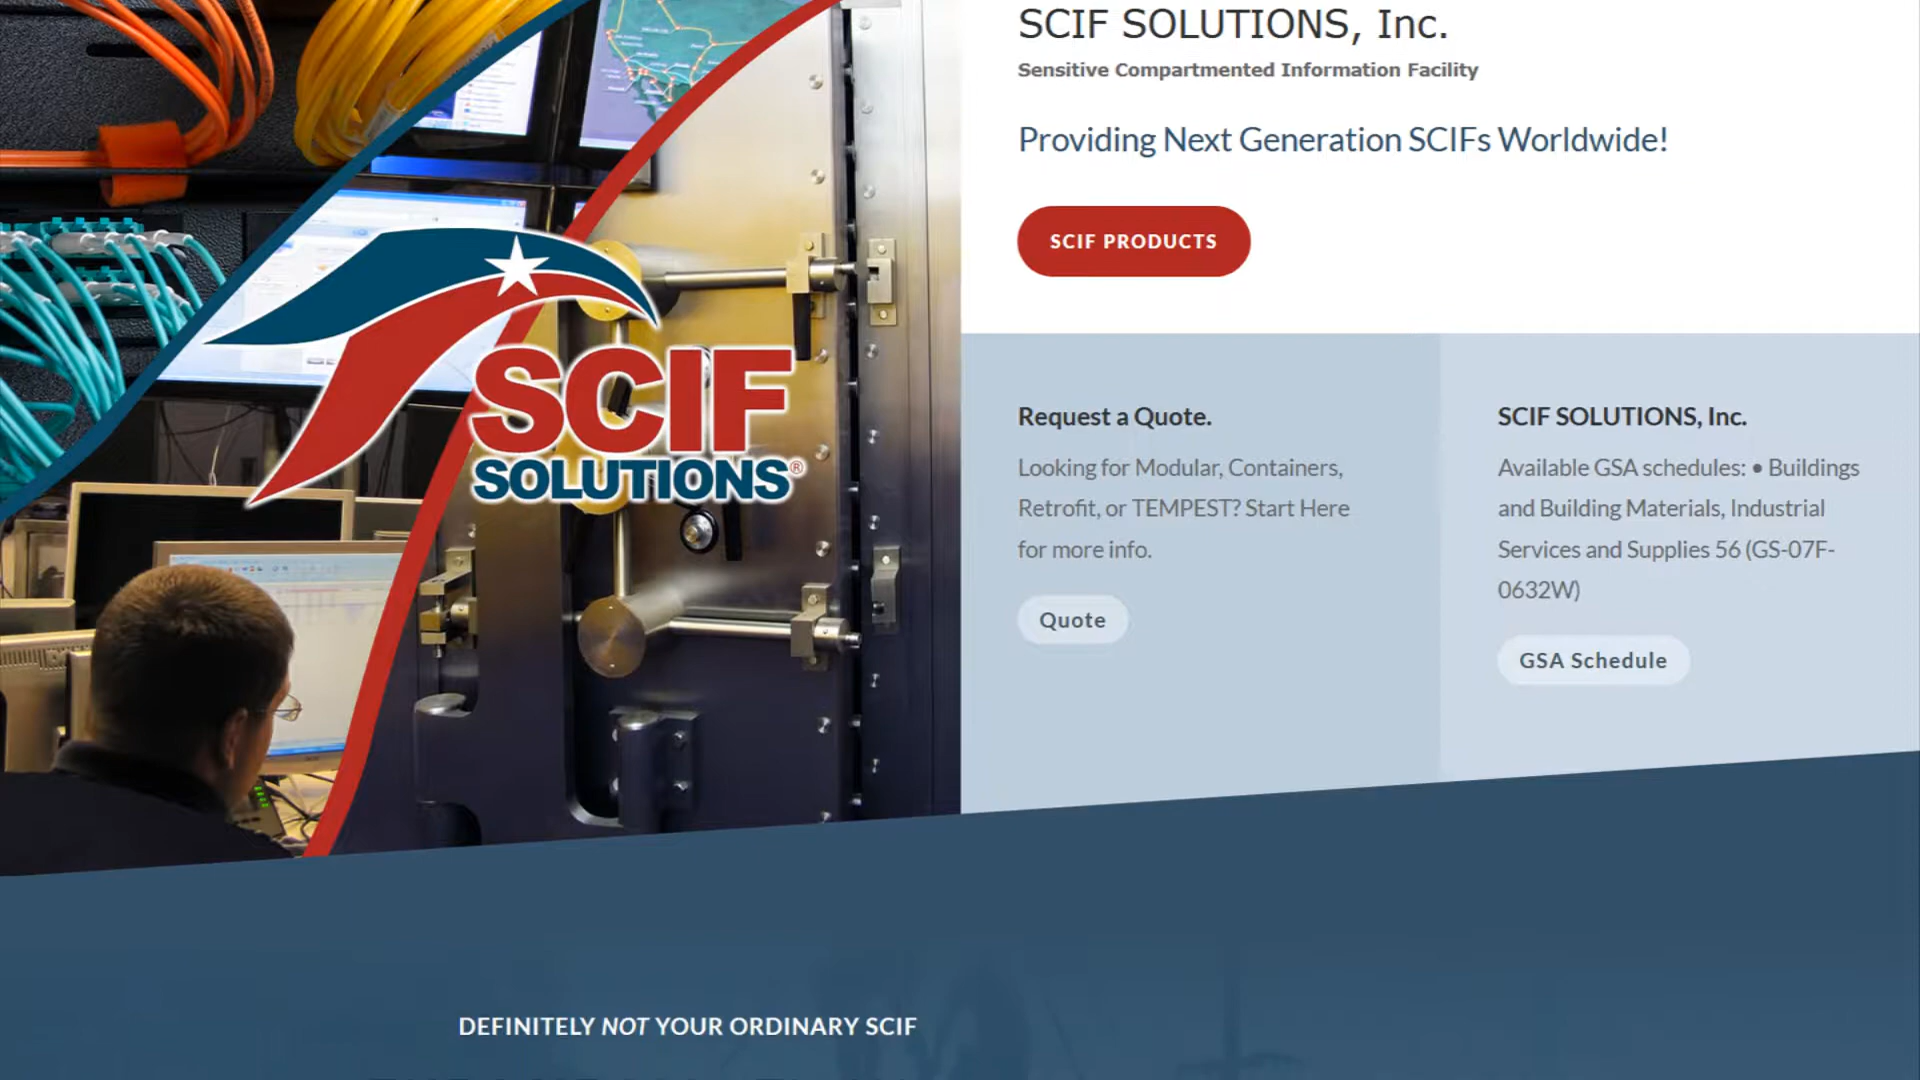 SCIF SOLUTIONS, Inc.
Sensitive Compartmented Information Facility
Providing Next Generation SCIFs Worldwide!
SCIF PRODUCTS
SCIF
SOLUTIONS®
Request a Quote.
Looking for Modular, Containers,
Retrofit, or TEMPEST? Start Here
for more info.
Quote
SCIF SOLUTIONS, Inc.
Available GSA schedules: • Buildings
and Building Materials, Industrial
Services and Supplies 56 (GS-07F-
0632W)
GSA Schedule
DEFINITELY NOT YOUR ORDINARY SCIF